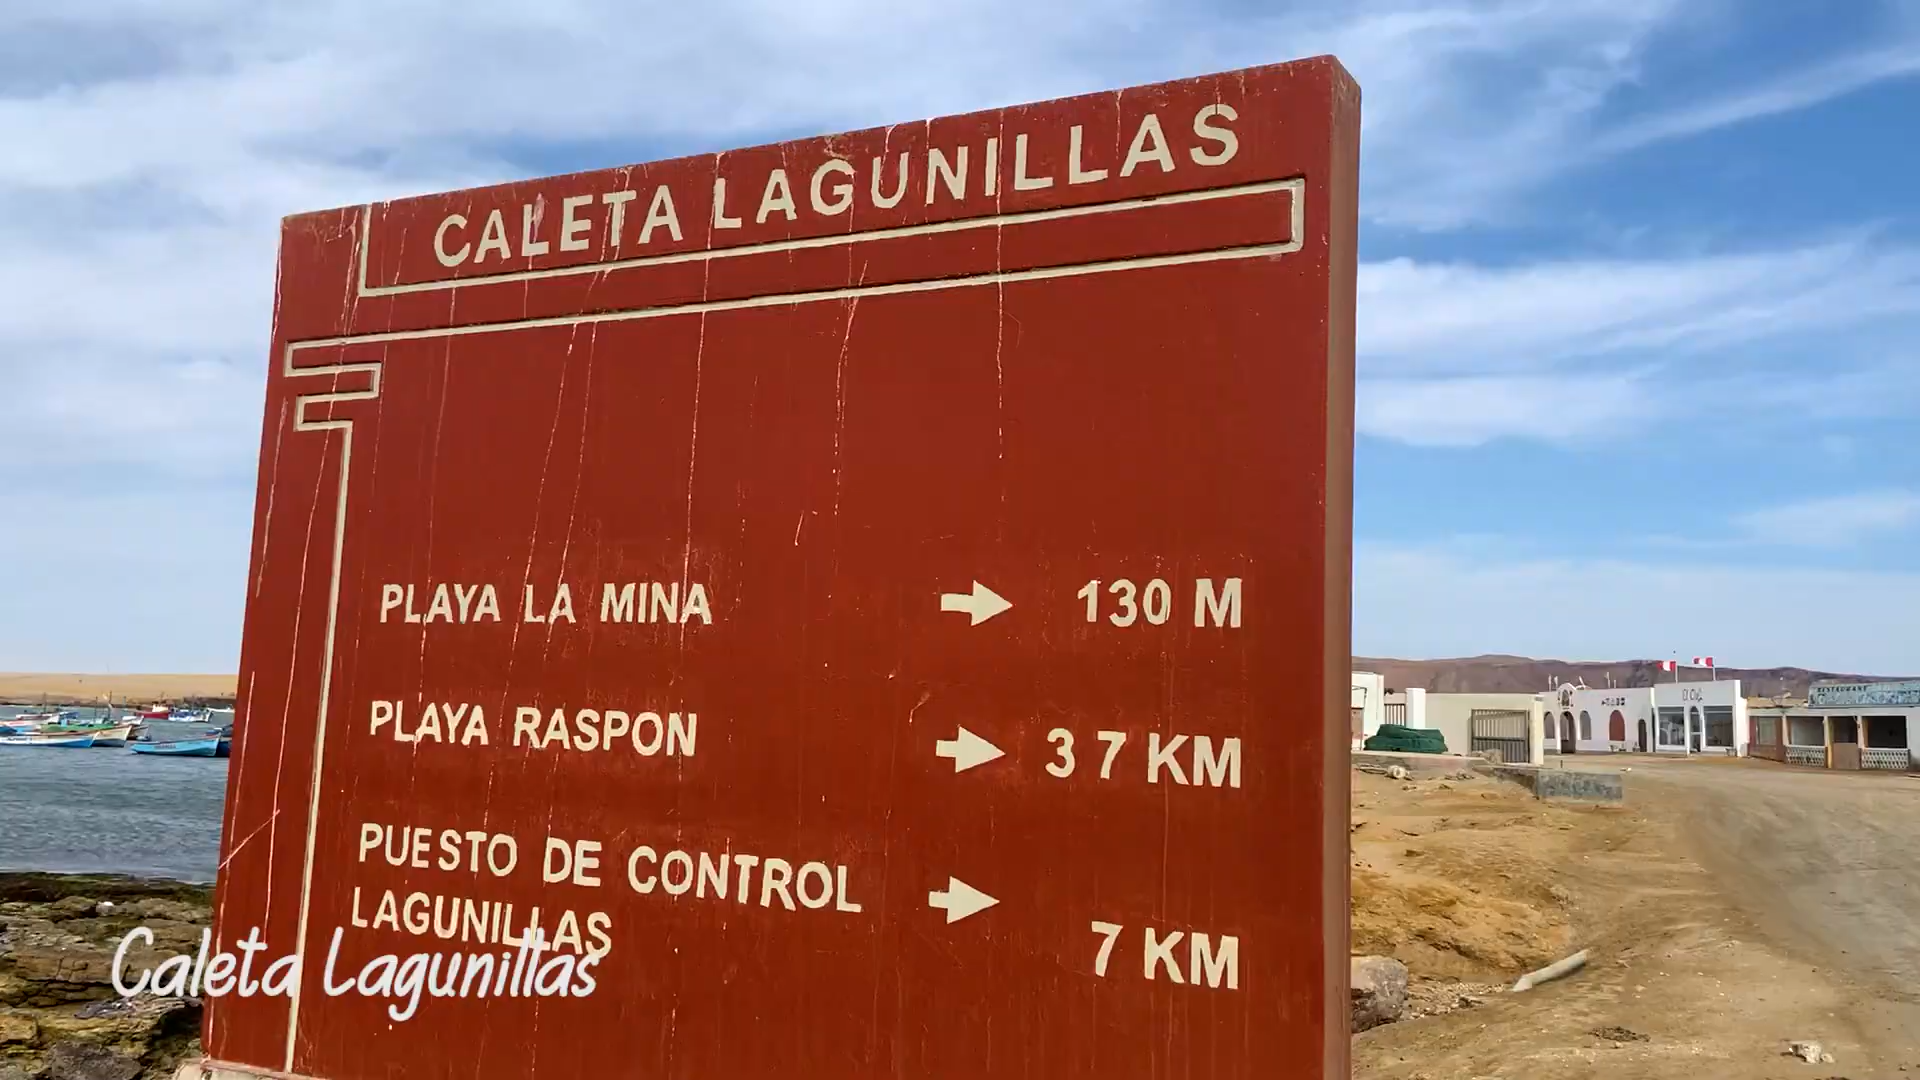 CALETA LAGUNILLAS
PLAYA LA MINA 130 M
PLAYA RASPON 3 7 KM
PUESTO DE CONTROL
LAGUNILLAS 7 KM
Caleta Lagunillas
RESTAURANT